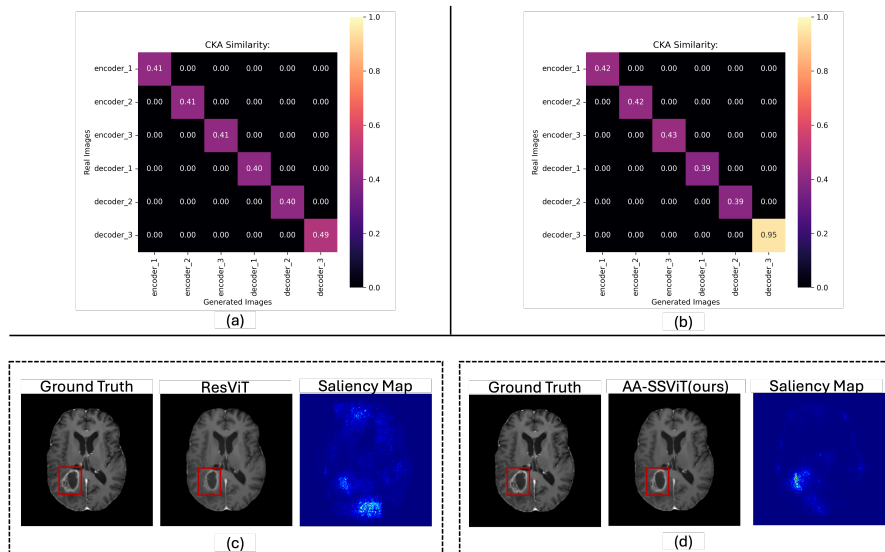 CKA Similarity:
1.0
0.8
0.6
0.4
0.2
0.0
Real Images
encoder_1 0.41 0.00 0.00 0.00 0.00 0.00
encoder_2 0.00 0.41 0.00 0.00 0.00 0.00
encoder_3 0.00 0.00 0.41 0.00 0.00 0.00
decoder_1 0.00 0.00 0.00 0.40 0.00 0.00
decoder_2 0.00 0.00 0.00 0.00 0.40 0.00
decoder_3 0.00 0.00 0.00 0.00 0.00 0.49
encoder_1 encoder_2 encoder_3 decoder_1 decoder_2 decoder_3
Generated Images
(a)
CKA Similarity:
1.0
0.8
0.6
0.4
0.2
0.0
Real Images
encoder_1 0.42 0.00 0.00 0.00 0.00 0.00
encoder_2 0.00 0.42 0.00 0.00 0.00 0.00
encoder_3 0.00 0.00 0.43 0.00 0.00 0.00
decoder_1 0.00 0.00 0.00 0.39 0.00 0.00
decoder_2 0.00 0.00 0.00 0.00 0.39 0.00
decoder_3 0.00 0.00 0.00 0.00 0.00 0.95
encoder_1 encoder_2 encoder_3 decoder_1 decoder_2 decoder_3
Generated Images
(b)
Ground Truth ResViT Saliency Map
(c)
Ground Truth AA-SSViT(ours) Saliency Map
(d)